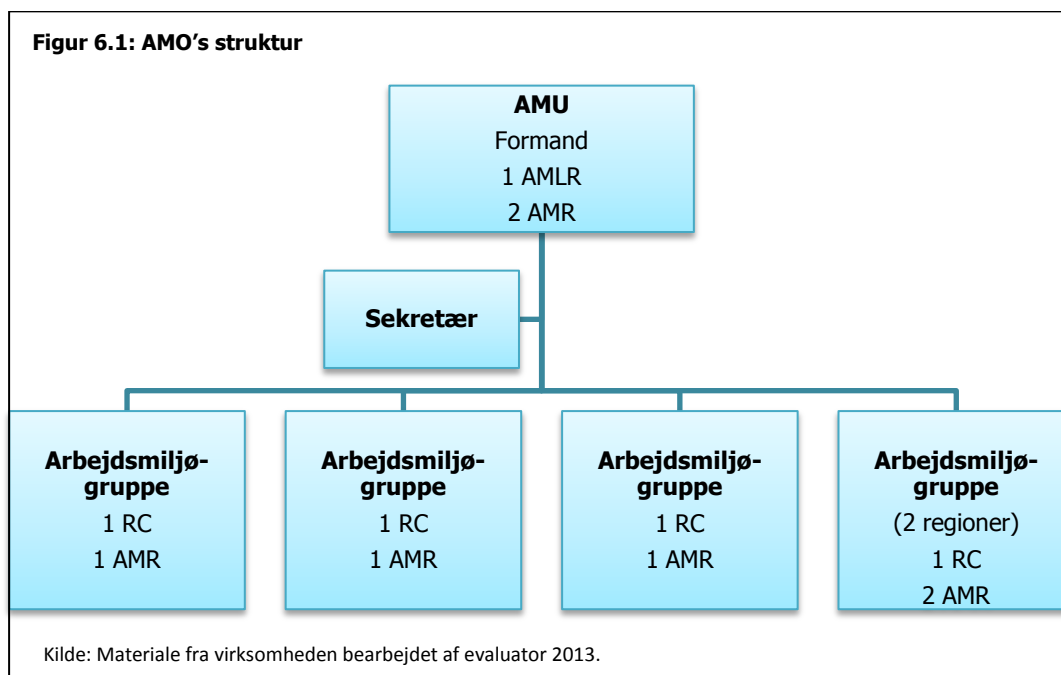 Figur 6.1: AMO’s struktur
AMU
Formand
1 AMLR
2 AMR
Sekretær
Arbejdsmiljø-
gruppe
1 RC
1 AMR
Arbejdsmiljø-
gruppe
1 RC
1 AMR
Arbejdsmiljø-
gruppe
1 RC
1 AMR
Arbejdsmiljø-
gruppe
(2 regioner)
1 RC
2 AMR
Kilde: Materiale fra virksomheden bearbejdet af evaluator 2013.